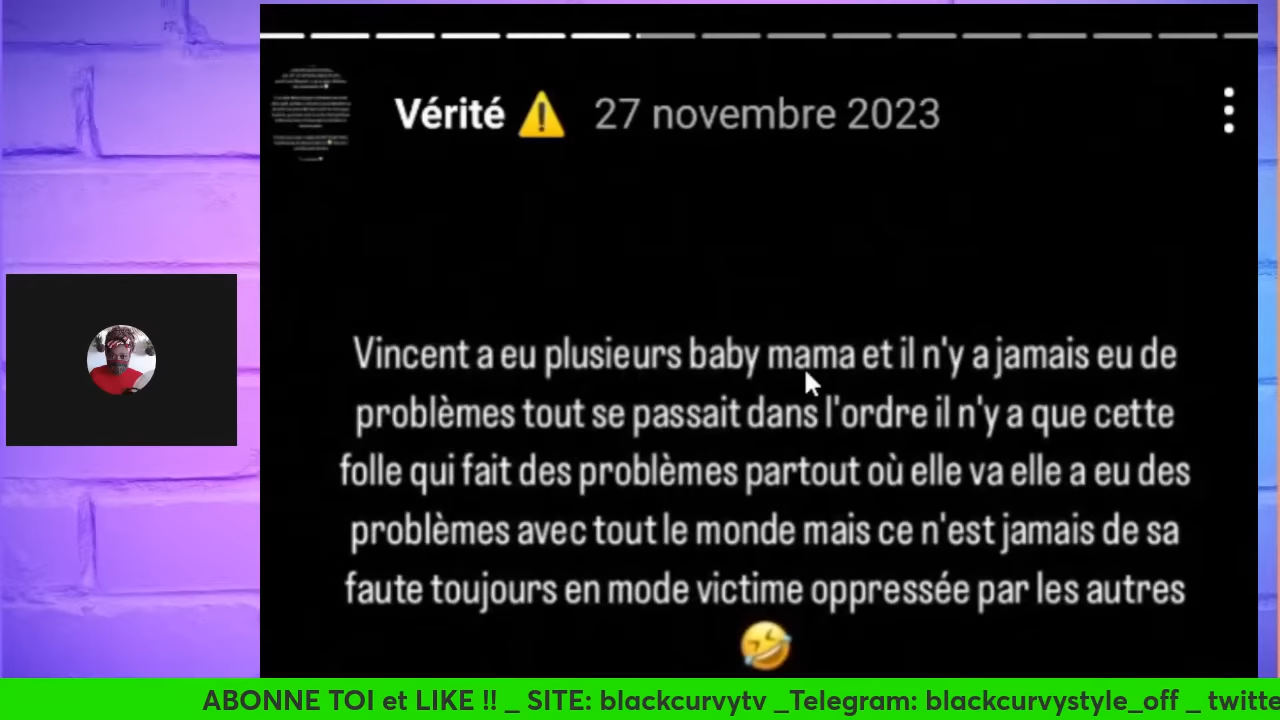 Vérité ⚠️ 27 novembre 2023
Vincent a eu plusieurs baby mama et il n'y a jamais eu de
problèmes tout se passait dans l'ordre il n'y a que cette
folle qui fait des problèmes partout où elle va elle a eu des
problèmes avec tout le monde mais ce n'est jamais de sa
faute toujours en mode victime oppressée par les autres
🤣
ABONNE TOI et LIKE !! _ SITE: blackcurvytv _Telegram: blackcurvystyle_off _ twitte